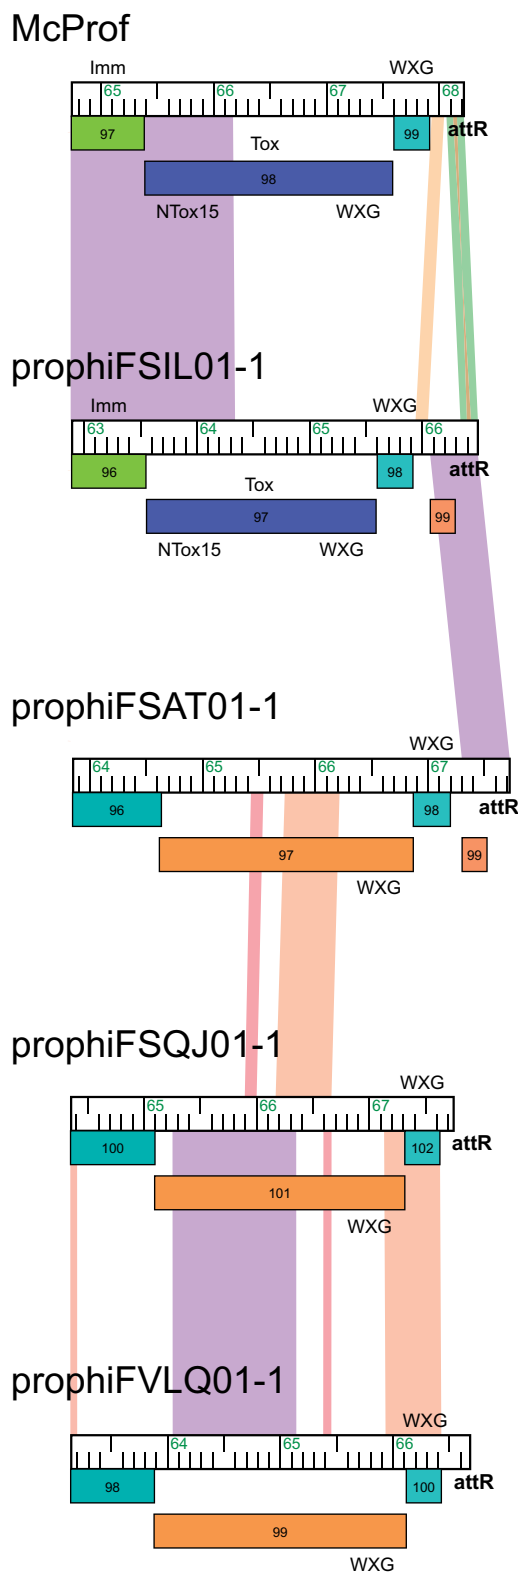 McProf
Imm WXG
65 66 67 68
97 99 attR
Tox
98
NTox15 WXG
prophiFSIL01-1
Imm WXG
63 64 65 66
96 98 attR
Tox
97 99
NTox15 WXG
prophiFSAT01-1
WXG
64 65 66 67
96 98 attR
97 99
WXG
prophiFSQJ01-1
WXG
65 66 67
100 102 attR
101
WXG
prophiFVLQ01-1
WXG
64 65 66
98 100 attR
99
WXG